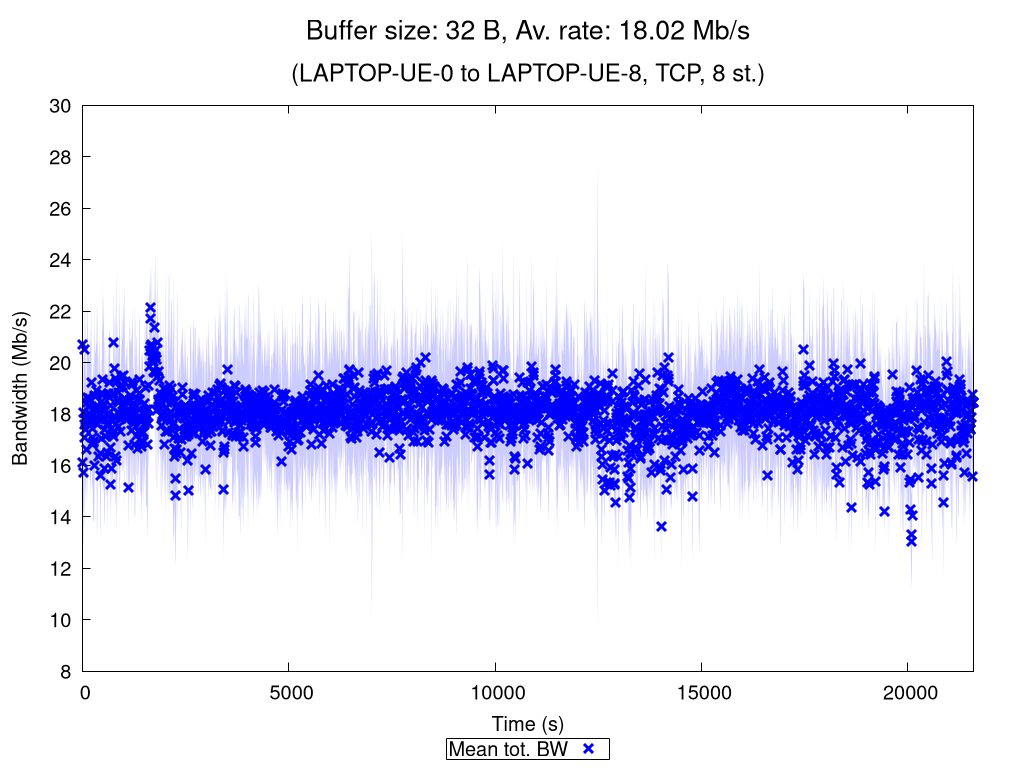 Buffer size: 32 B, Av. rate: 18.02 Mb/s
(LAPTOP-UE-0 to LAPTOP-UE-8, TCP, 8 st.)
30
28
26
24
22
20
18
16
14
12
10
8
Bandwidth (Mb/s)
0 5000 10000 15000 20000
Time (s)
Mean tot. BW